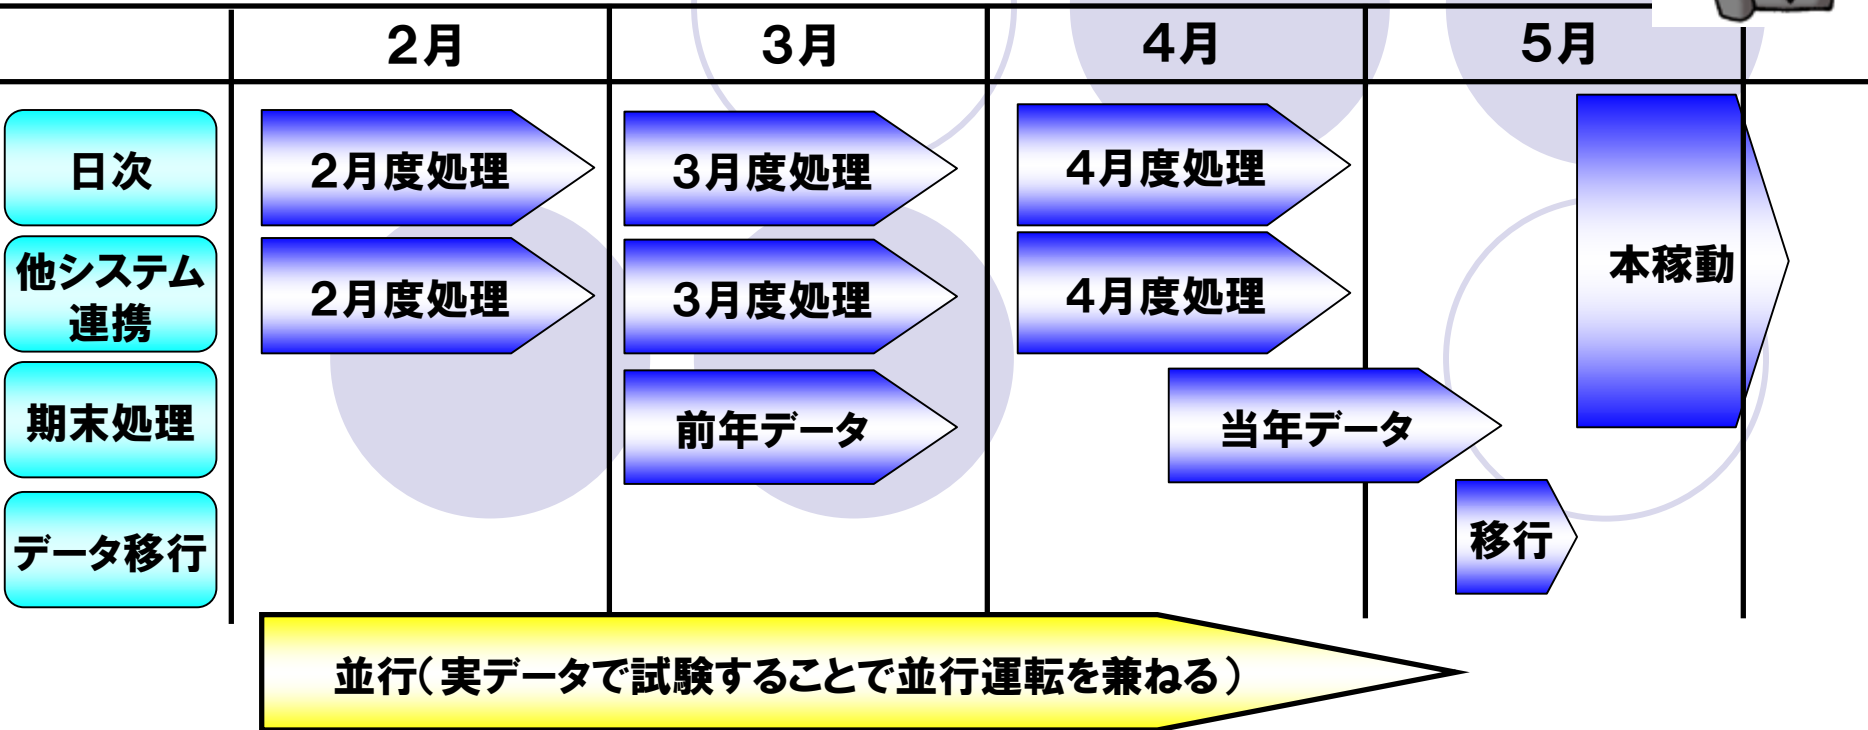 ２月
３月
４月
５月
日次
２月度処理
３月度処理
４月度処理
本稼動
他システム
連携
２月度処理
３月度処理
４月度処理
期末処理
前年データ
当年データ
データ移行
移行
並行（実データで試験することで並行運転を兼ねる）